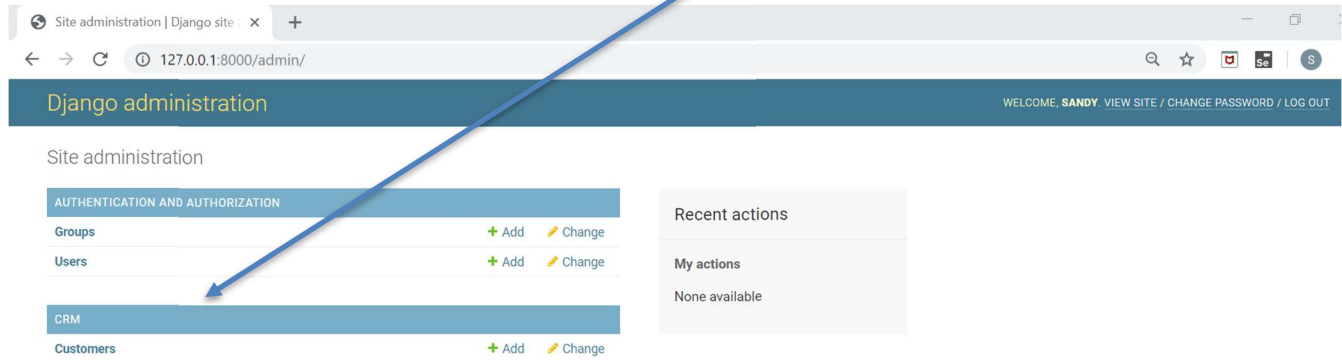 Site administration | Django site
127.0.0.1:8000/admin/
Se
S
Django administration
WELCOME, SANDY. VIEW SITE / CHANGE PASSWORD / LOG OUT
Site administration
AUTHENTICATION AND AUTHORIZATION
Groups + Add Change
Users + Add Change
CRM
Customers + Add Change
Recent actions
My actions
None available